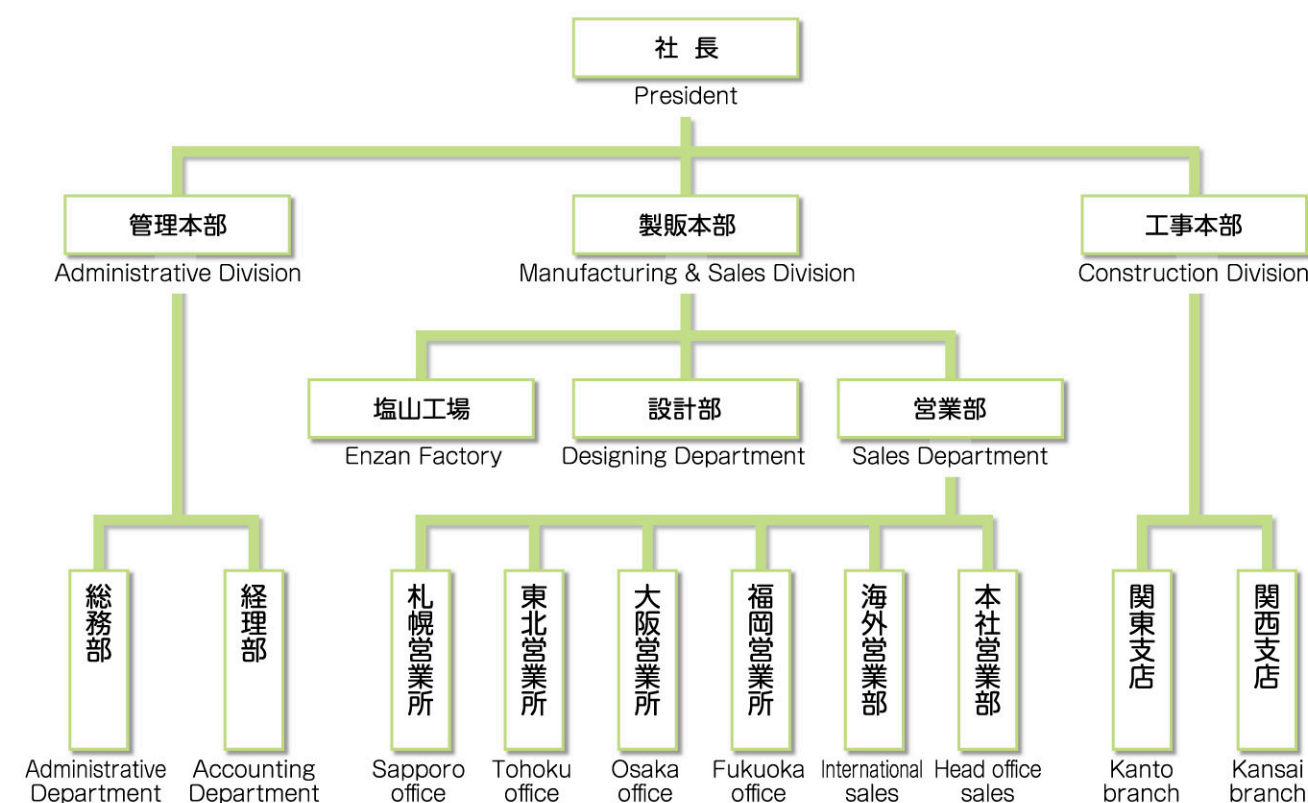 社 長
President
管理本部
Administrative Division
製販本部
Manufacturing & Sales Division
工事本部
Construction Division
塩山工場
Enzan Factory
設計部
Designing Department
営業部
Sales Department
総務部
Administrative
Department
経理部
Accounting
Department
札幌営業所
Sapporo
office
東北営業所
Tohoku
office
大阪営業所
Osaka
office
福岡営業所
Fukuoka
office
海外営業部
International
sales
本社営業部
Head office
sales
関東支店
Kanto
branch
関西支店
Kansai
branch